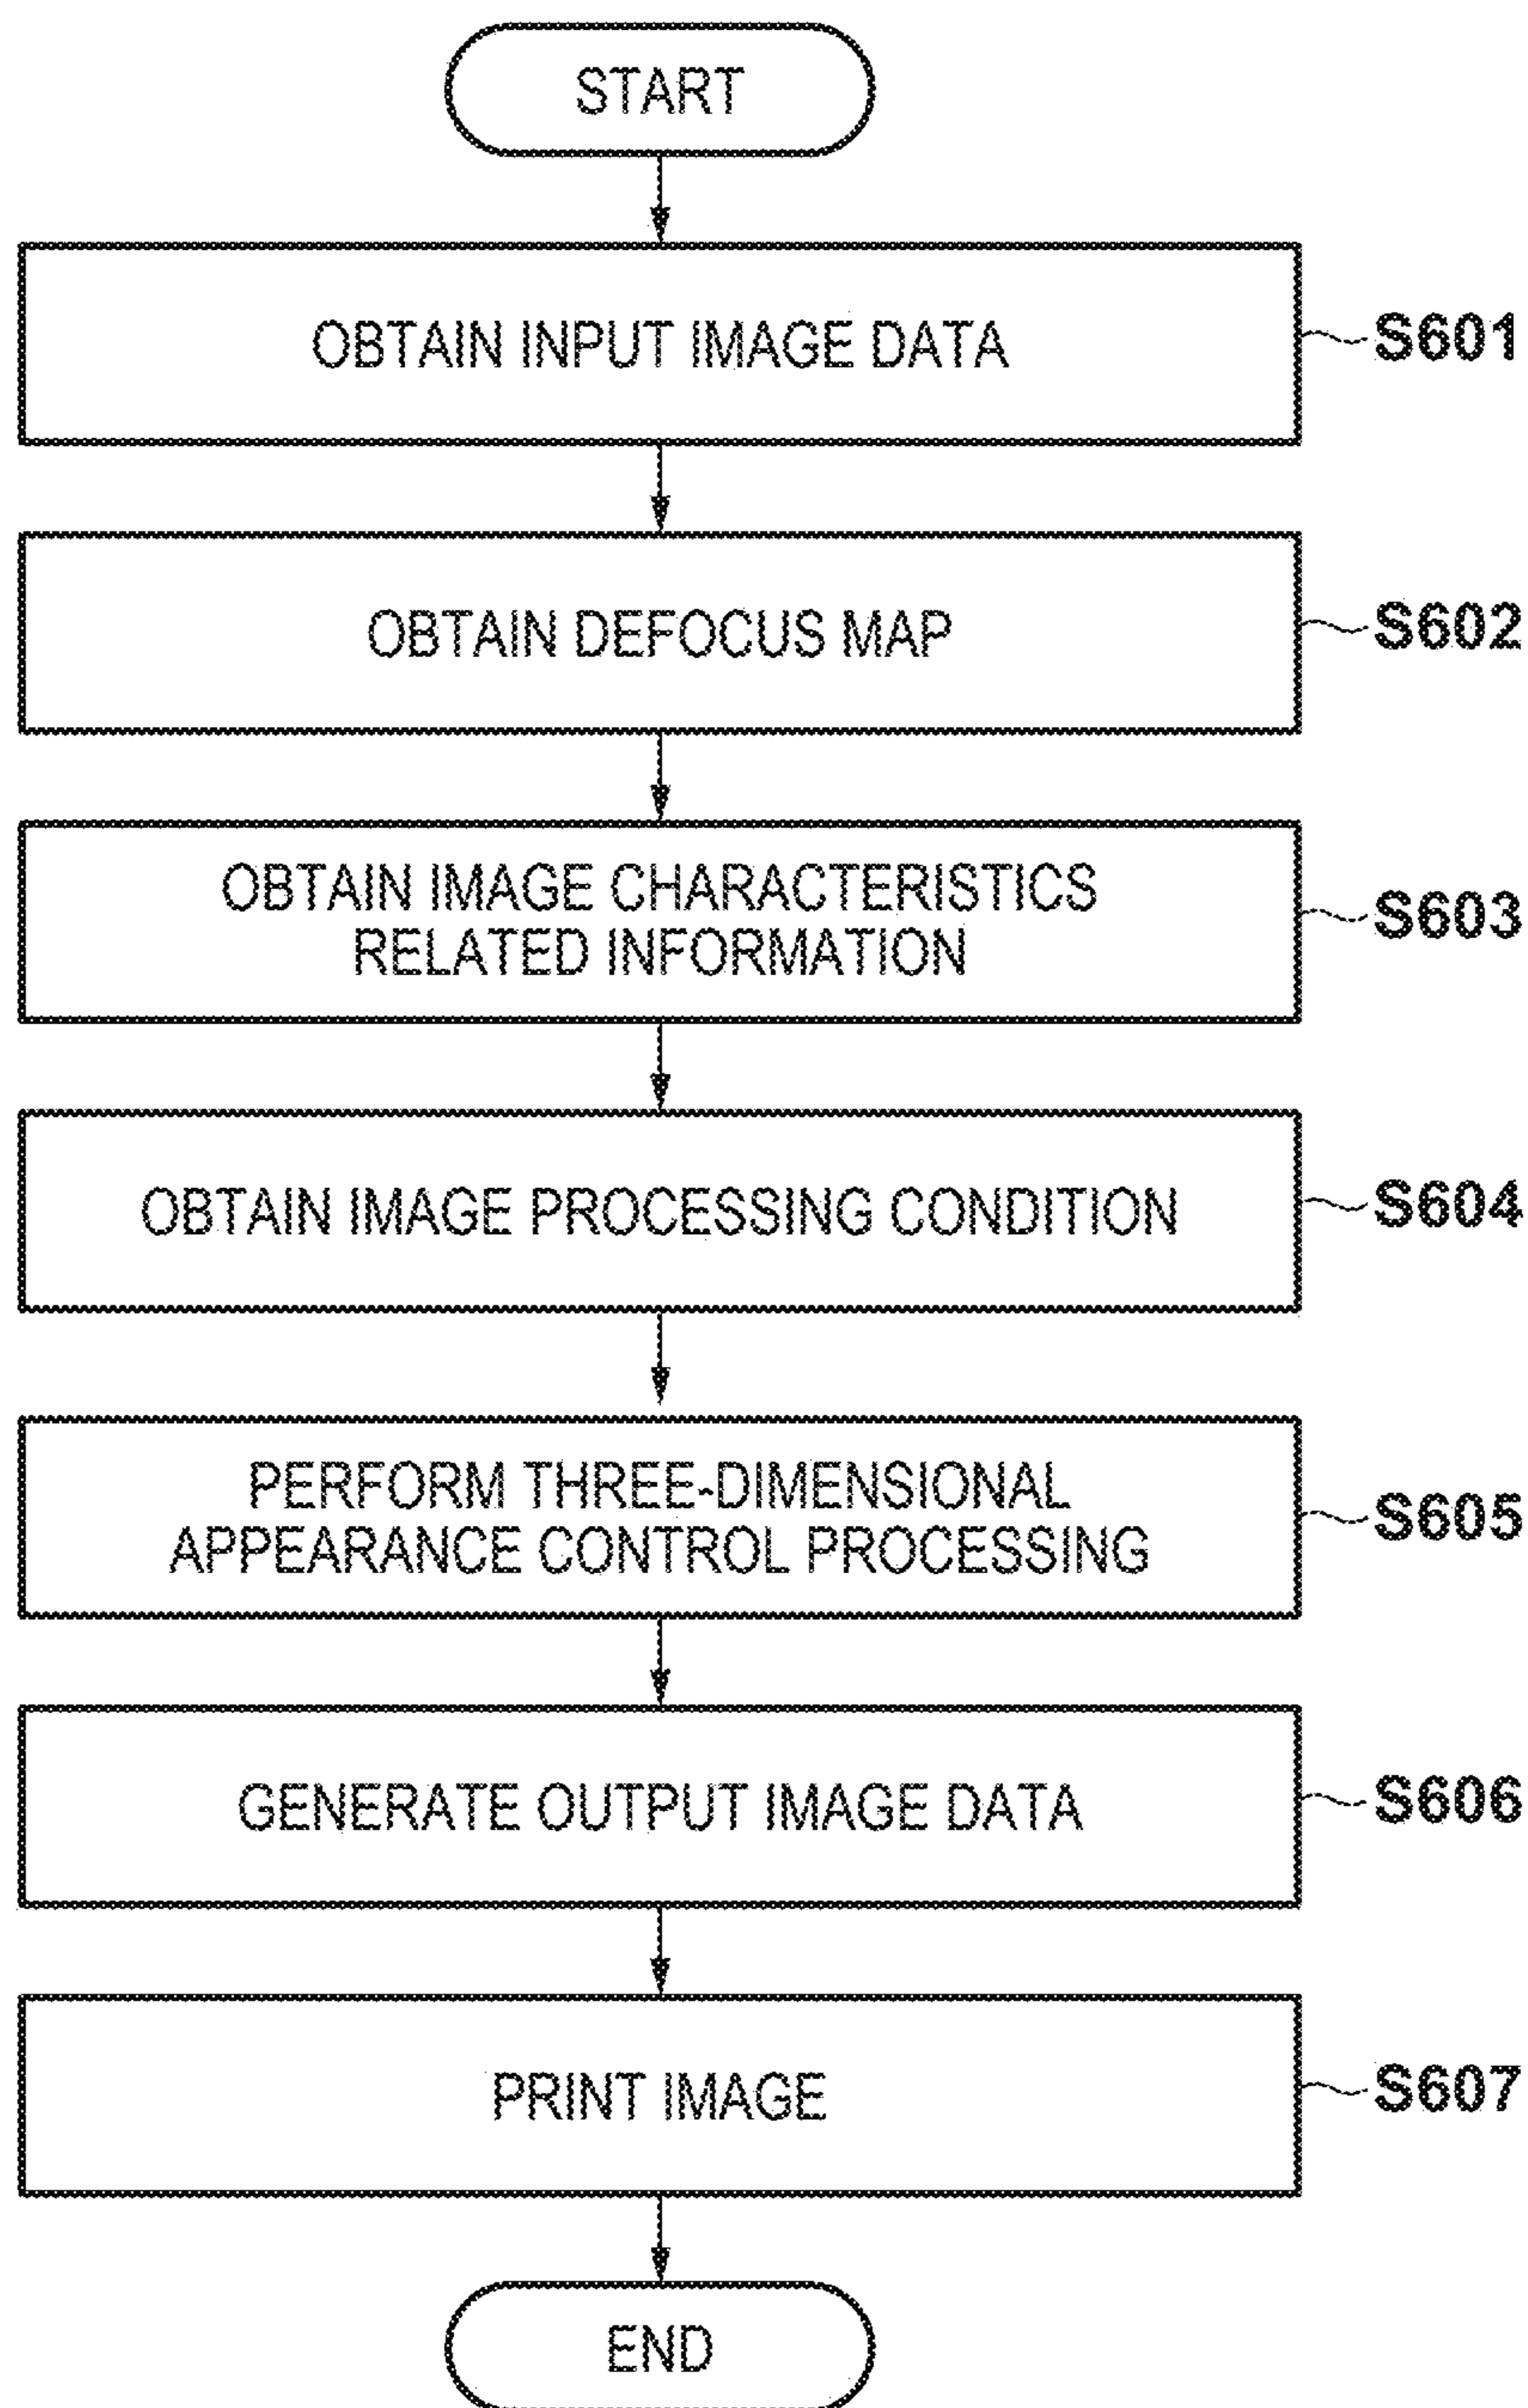 START
OBTAIN INPUT IMAGE DATA
S601
OBTAIN DEFOCUS MAP
S602
OBTAIN IMAGE CHARACTERISTICS
RELATED INFORMATION
S603
OBTAIN IMAGE PROCESSING CONDITION
S604
PERFORM THREE-DIMENSIONAL
APPEARANCE CONTROL PROCESSING
S605
GENERATE OUTPUT IMAGE DATA
S606
PRINT IMAGE
S607
END